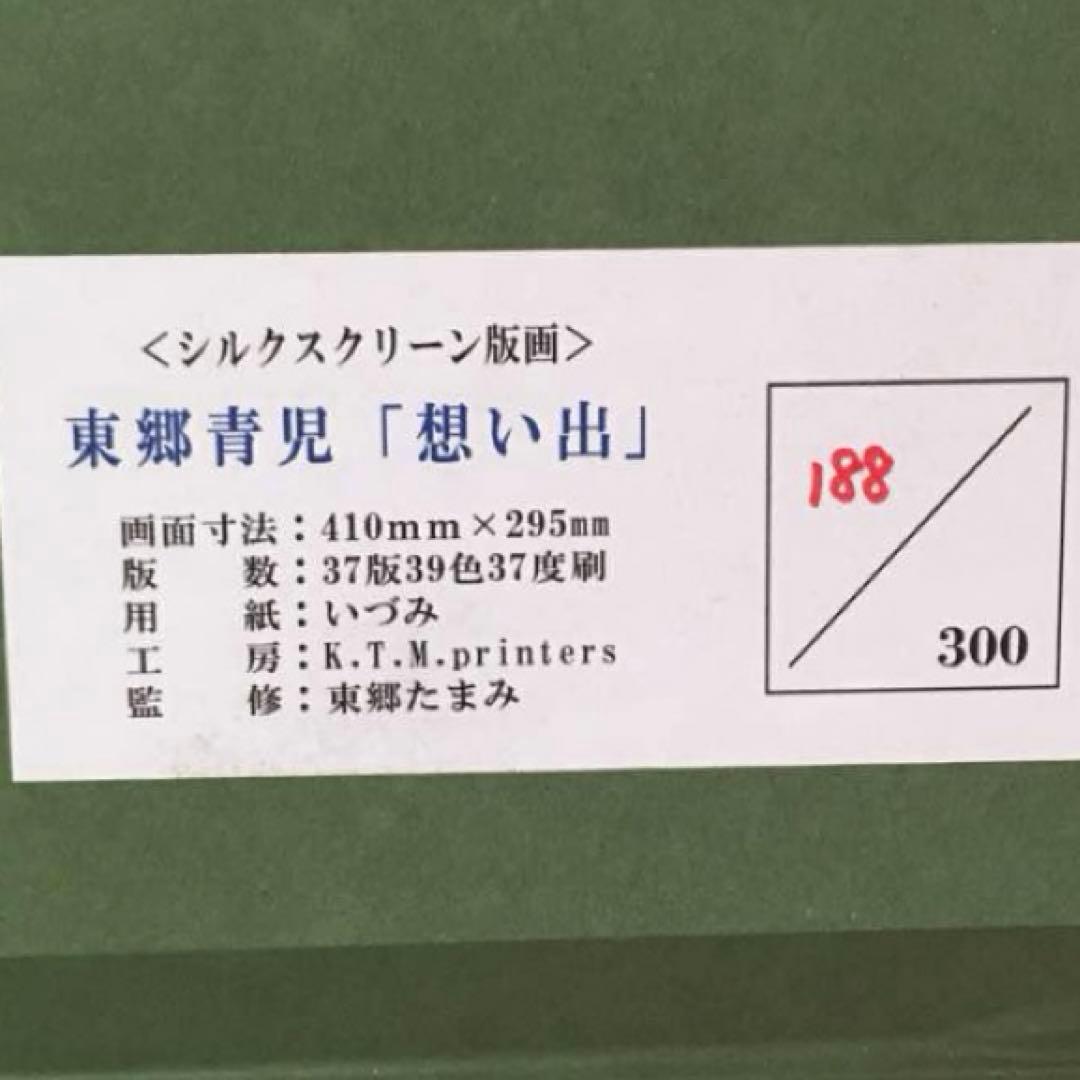 ＜シルクスクリーン版画＞
東郷青児「想い出」
画面寸法：410mm×295mm
版　　数：37版39色37度刷
用　　紙：いづみ
工　　房：K.T.M.printers
監　　修：東郷たまみ
188
300